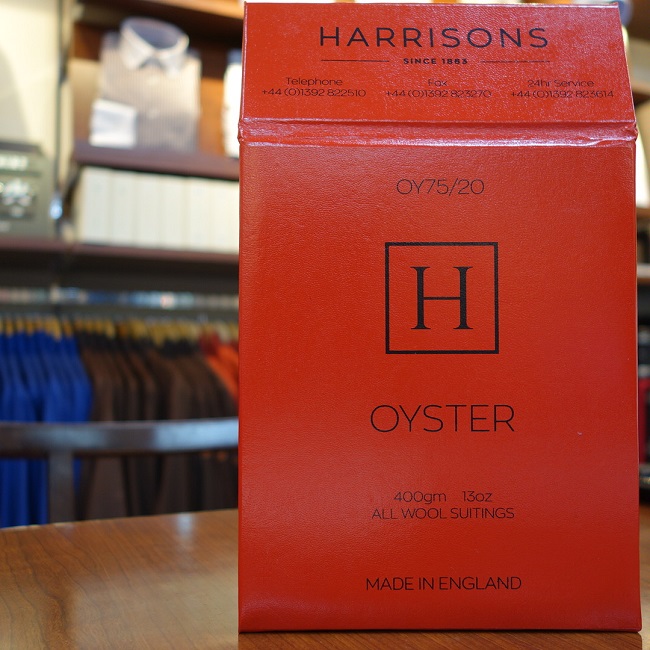 HARRISONS
SINCE 1863
Telephone Fax 24hr Service
+44 (0)1392 822510 +44 (0)1392 823270 +44 (0)1392 823614
OY75/20
H
OYSTER
400gm 13oz
ALL WOOL SUITINGS
MADE IN ENGLAND